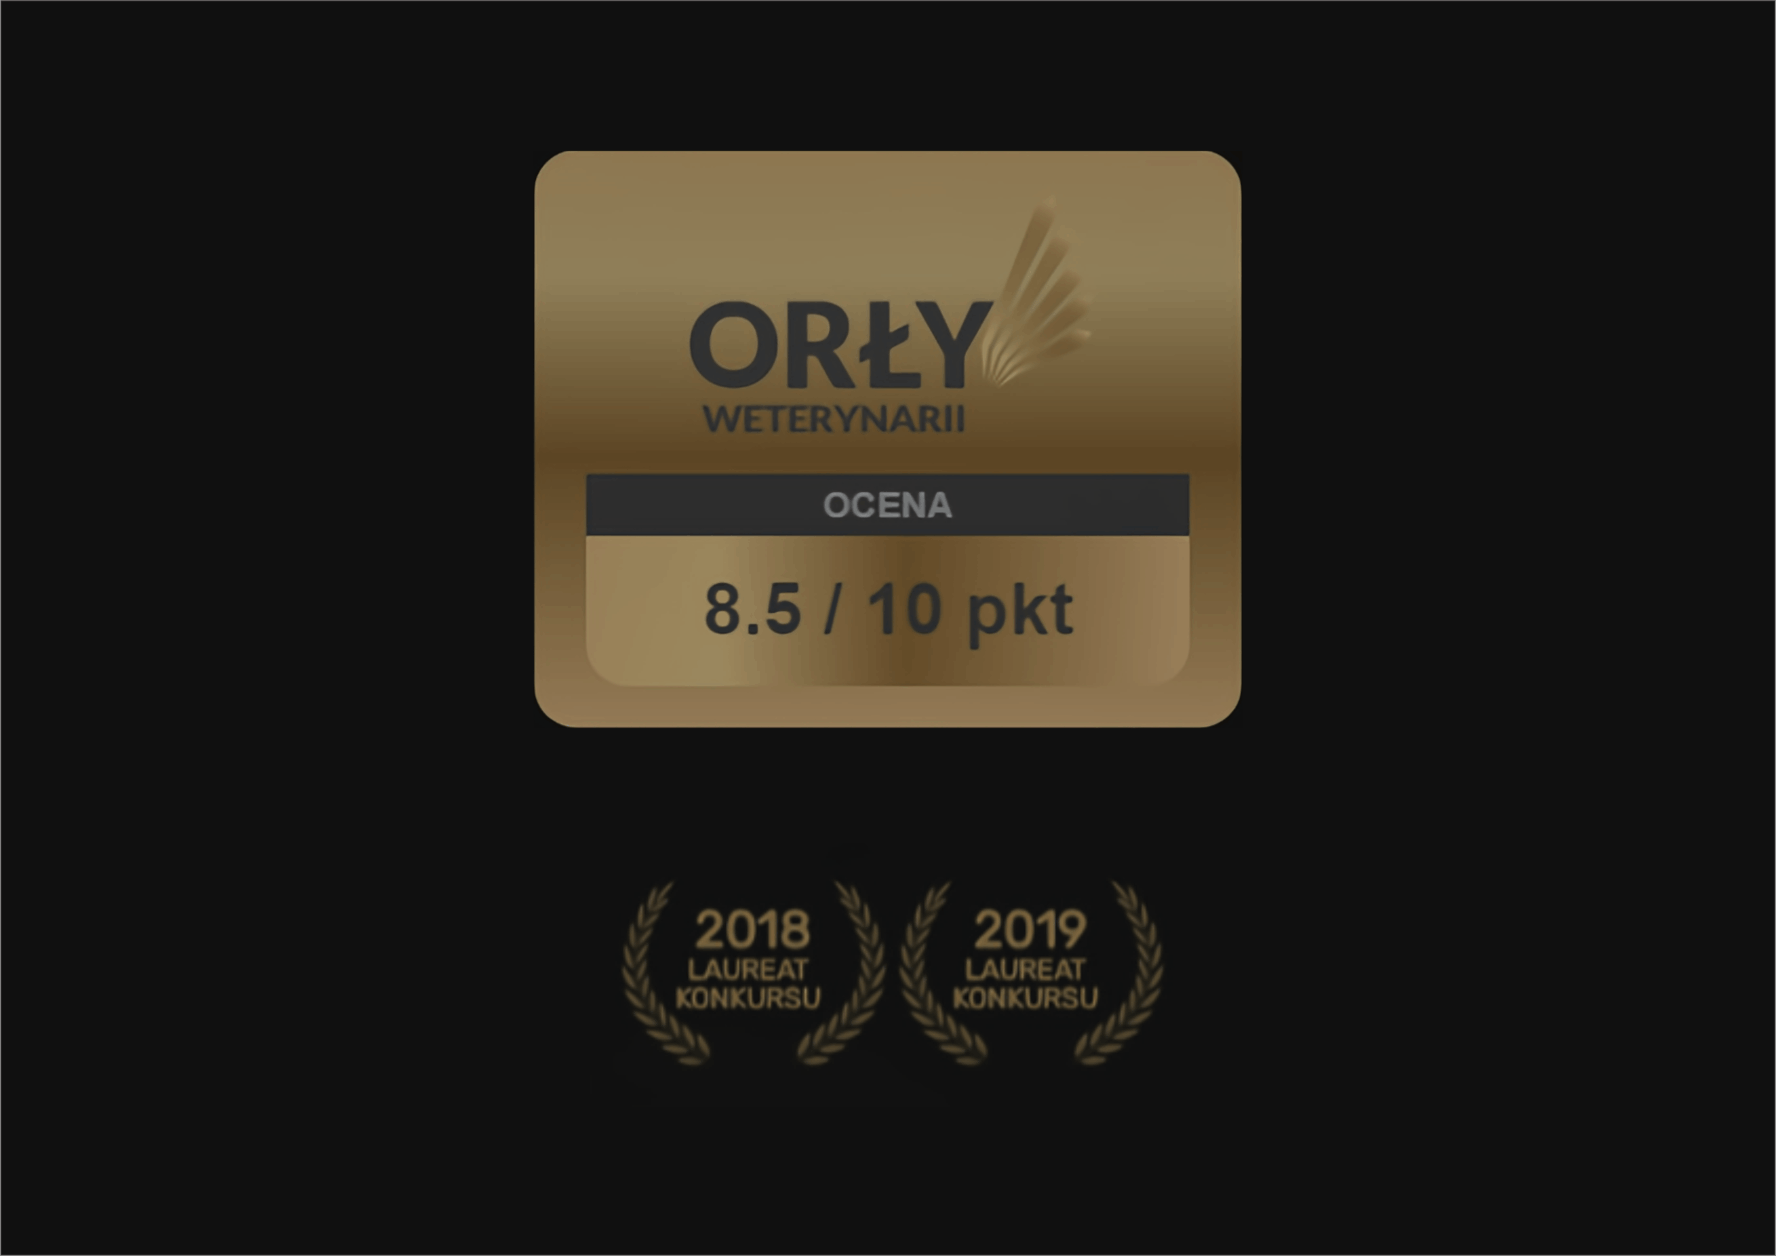 ORŁY
WETERYNARII
OCENA
8.5 / 10 pkt
2018
LAUREAT
KONKURSU
2019
LAUREAT
KONKURSU